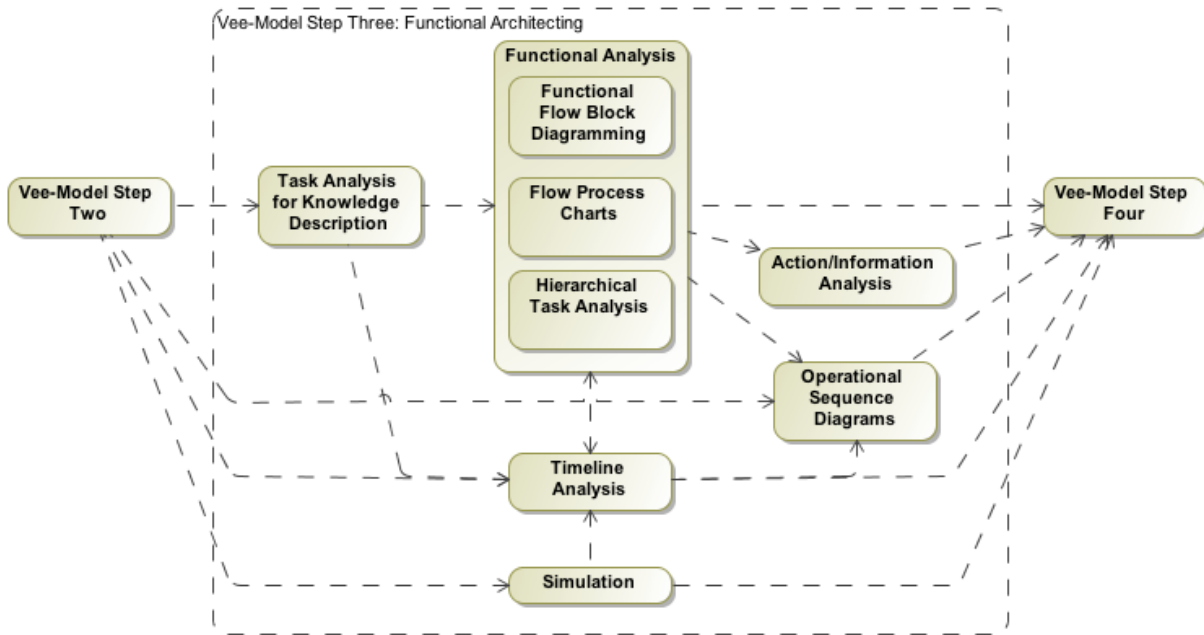 Vee-Model Step Three: Functional Architecting
Functional Analysis
Functional
Flow Block
Diagramming
Vee-Model Step
Two
Task Analysis
for Knowledge
Description
Flow Process
Charts
Vee-Model Step
Four
Action/Information
Analysis
Hierarchical
Task Analysis
Operational
Sequence
Diagrams
Timeline
Analysis
Simulation